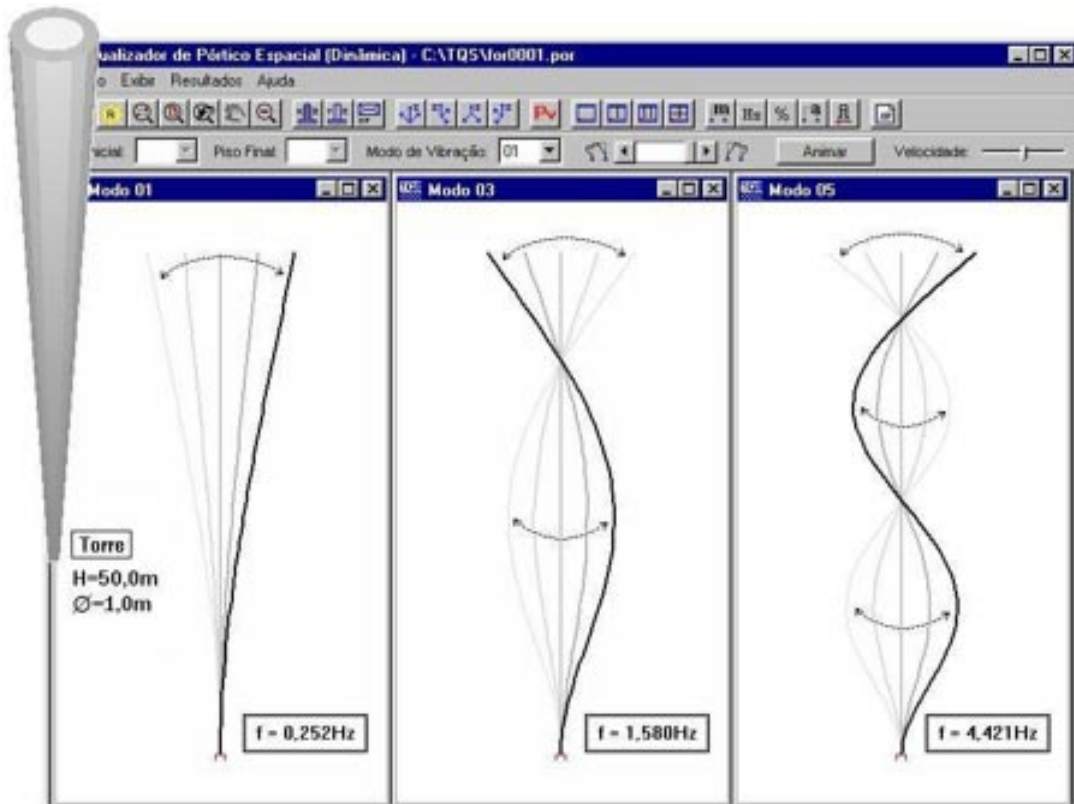 ualizador de Pórtico Espacial (Dinâmica) - C:\TQS\for0001.por
o Exibir Resultados Ajuda
nicial: Piso Final: Modo de Vibração: 01 Animar Velocidade:
Modo 01
Modo 03
Modo 05
Torre
H=50,0m
Ø=1,0m
f = 0,252Hz
f = 1,580Hz
f = 4,421Hz